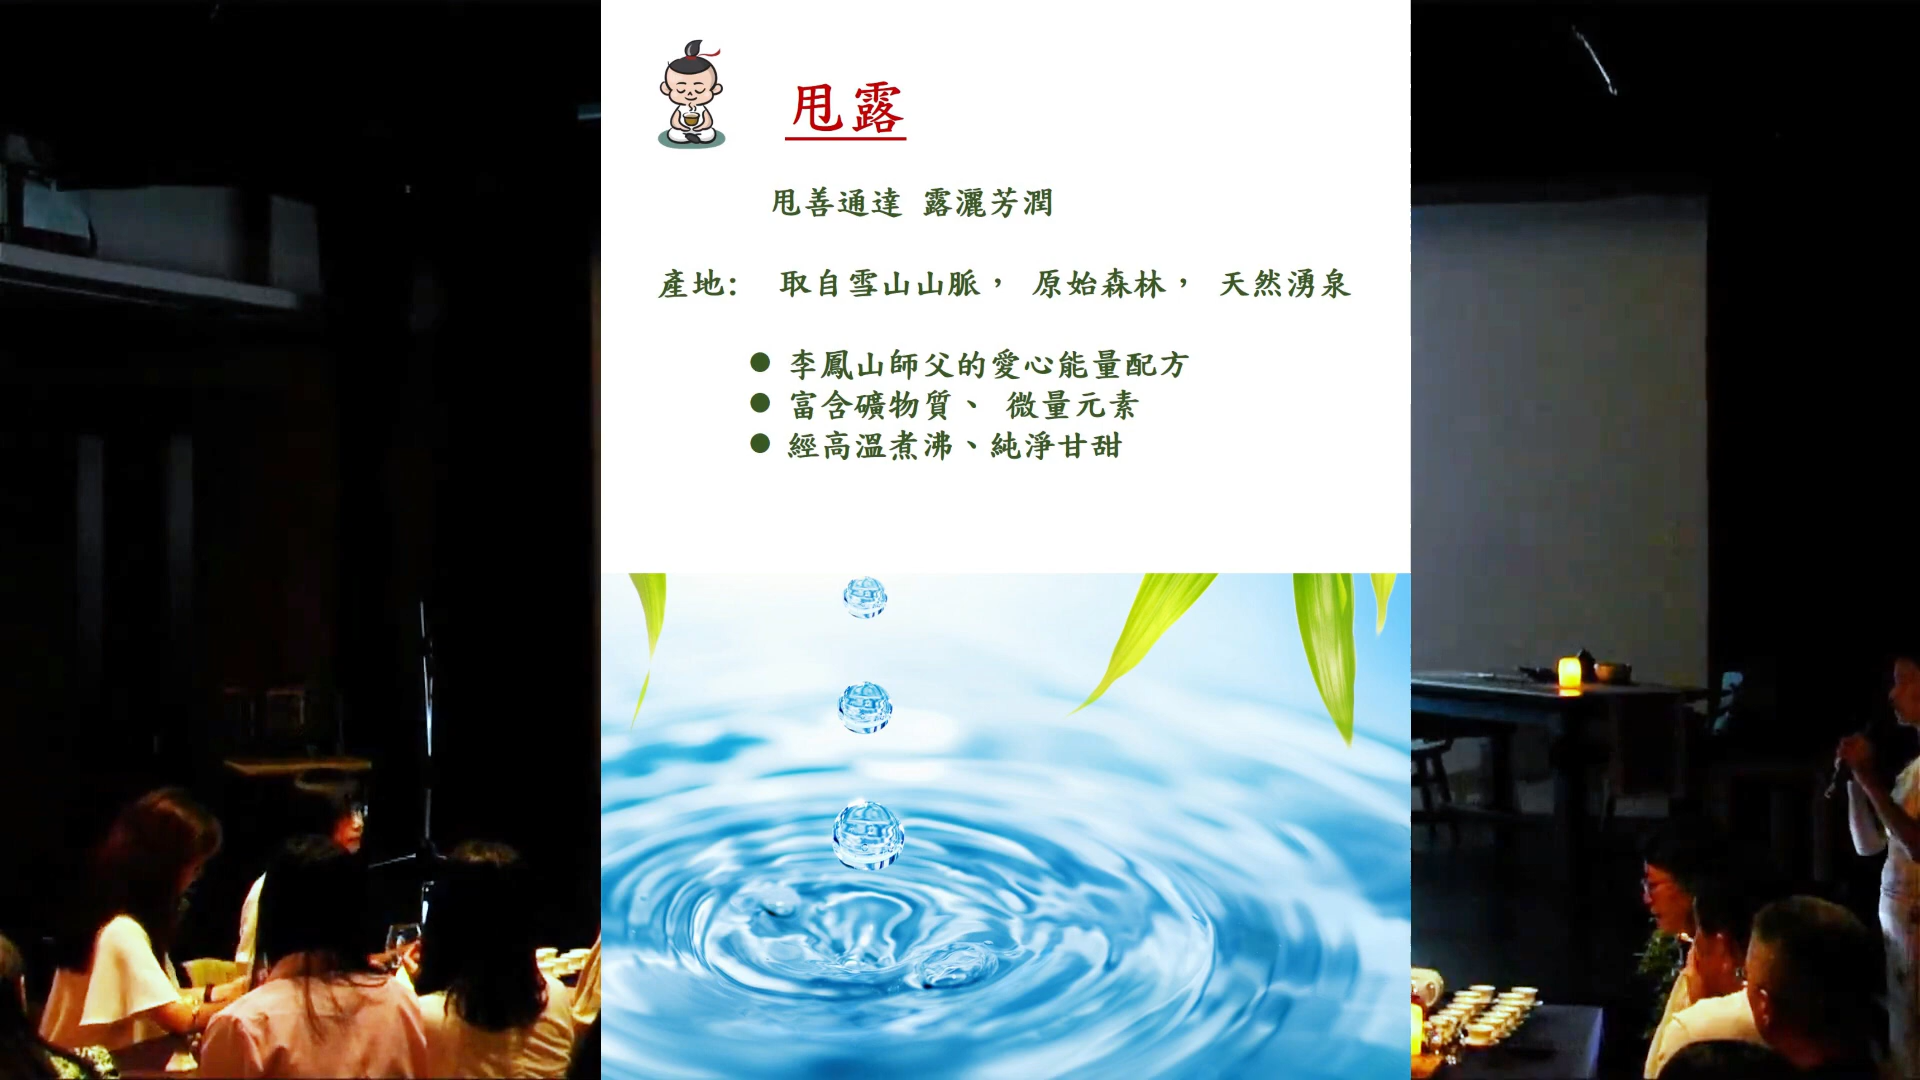 甩露
甩善通達 露灑芳潤
產地: 取自雪山山脈, 原始森林, 天然湧泉
● 李鳳山師父的愛心能量配方
● 富含礦物質、 微量元素
● 經高溫煮沸、純淨甘甜